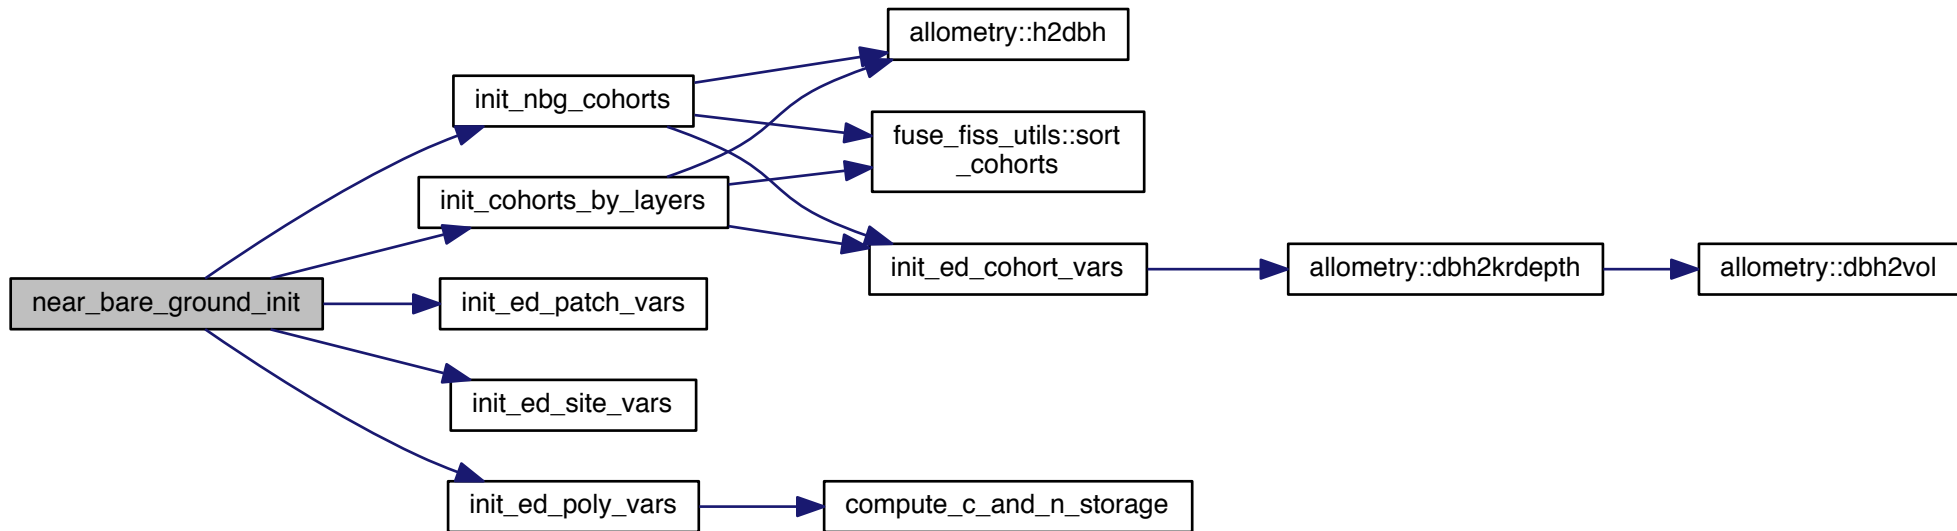 allometry::h2dbh
init_nbg_cohorts
fuse_fiss_utils::sort
_cohorts
init_cohorts_by_layers
init_ed_cohort_vars
allometry::dbh2krdepth
allometry::dbh2vol
near_bare_ground_init
init_ed_patch_vars
init_ed_site_vars
init_ed_poly_vars
compute_c_and_n_storage